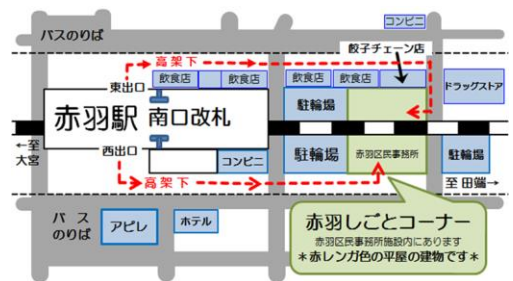 コンビニ
バスのりば
餃子チェーン店
高架下
東出口
飲食店
飲食店
飲食店
飲食店
ドラッグストア
駐輪場
赤羽駅 南口改札
←至
大宮
西出口
コンビニ
駐輪場
赤羽区民事務所
駐輪場
高架下
至 田端→
バス
のりば
アピレ
ホテル
赤羽しごとコーナー
赤羽区民事務所施設内にあります
*赤レンガ色の平屋の建物です*